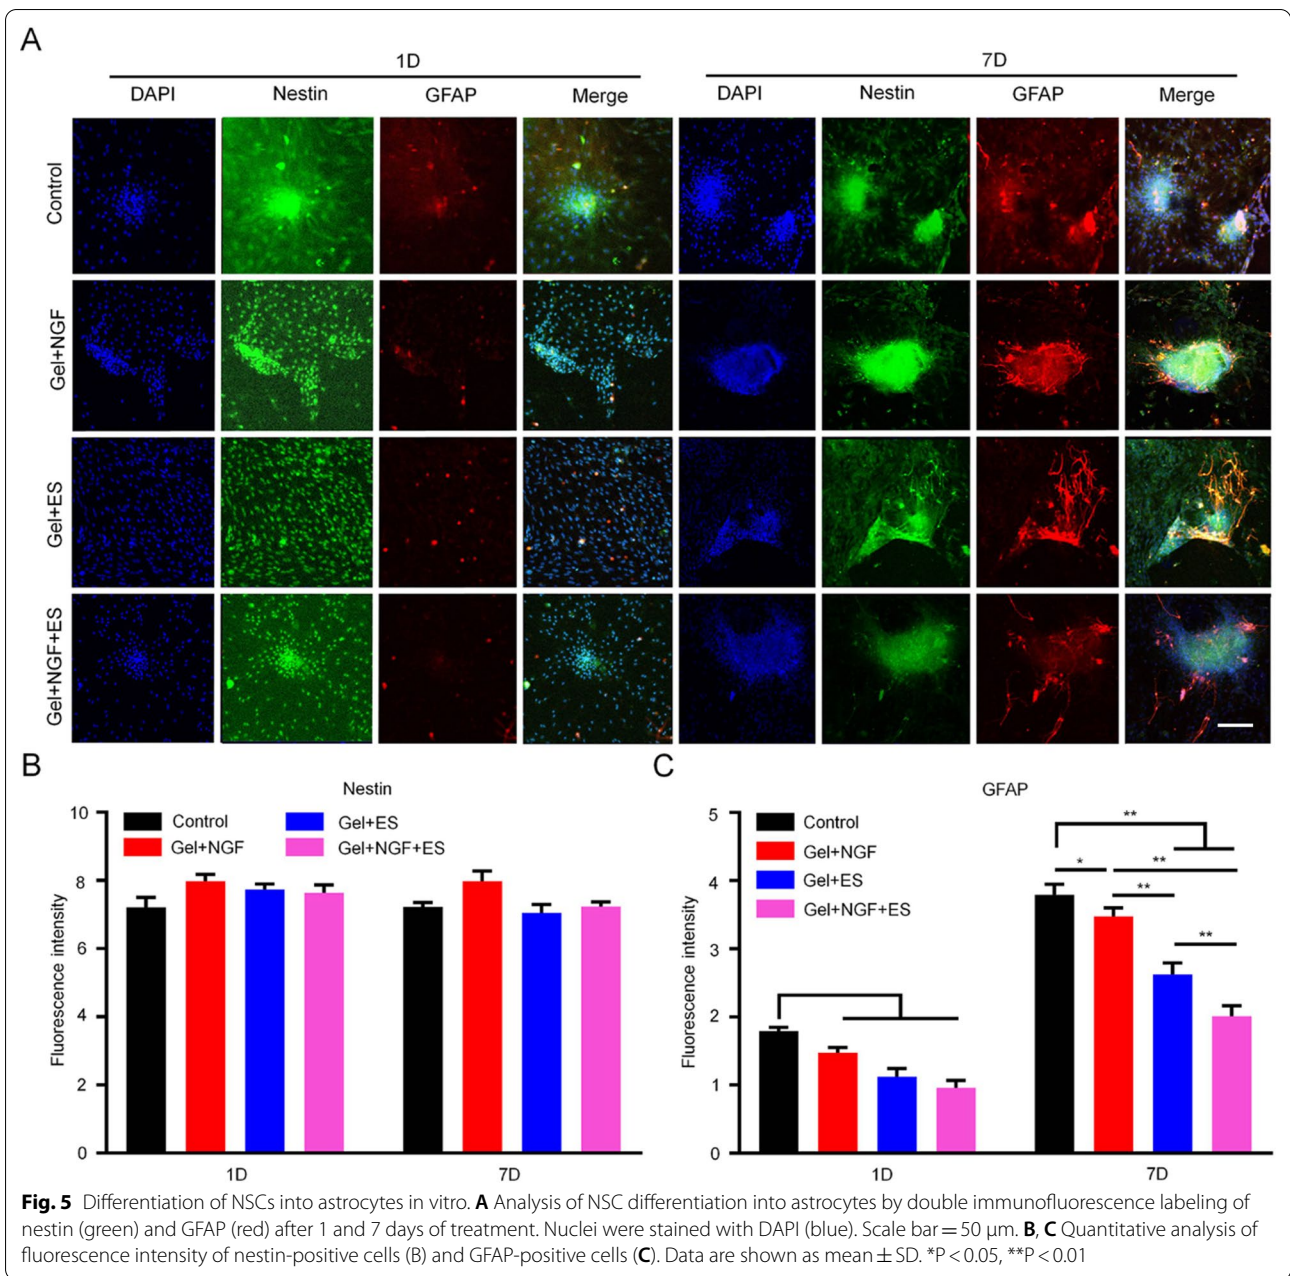 A
1D
7D
DAPI Nestin GFAP Merge DAPI Nestin GFAP Merge
Control
Gel+NGF
Gel+ES
Gel+NGF+ES
B
Nestin
Control
Gel+NGF
Gel+ES
Gel+NGF+ES
Fluorescence intensity
10
8
6
4
2
0
1D 7D
C
GFAP
Control
Gel+NGF
Gel+ES
Gel+NGF+ES
Fluorescence intensity
5
4
3
2
1
0
**
* **
**
**
1D 7D
Fig. 5 Differentiation of NSCs into astrocytes in vitro. A Analysis of NSC differentiation into astrocytes by double immunofluorescence labeling of
nestin (green) and GFAP (red) after 1 and 7 days of treatment. Nuclei were stained with DAPI (blue). Scale bar = 50 μm. B, C Quantitative analysis of
fluorescence intensity of nestin-positive cells (B) and GFAP-positive cells (C). Data are shown as mean ± SD. *P < 0.05, **P < 0.01